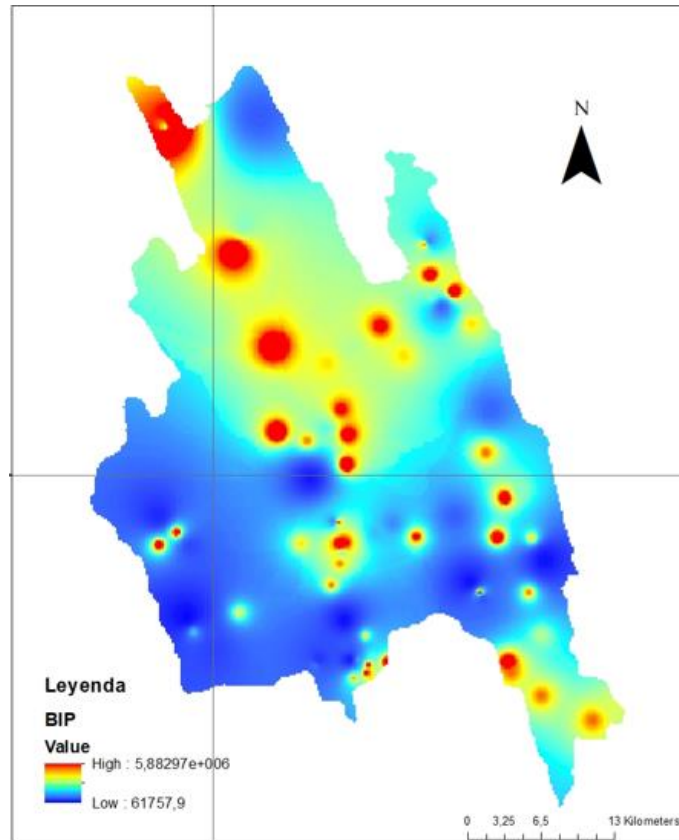 N
Leyenda
BIP
Value
High : 5,88297e+006
Low : 61757,9
0 3,25 6,5 13 Kilometers